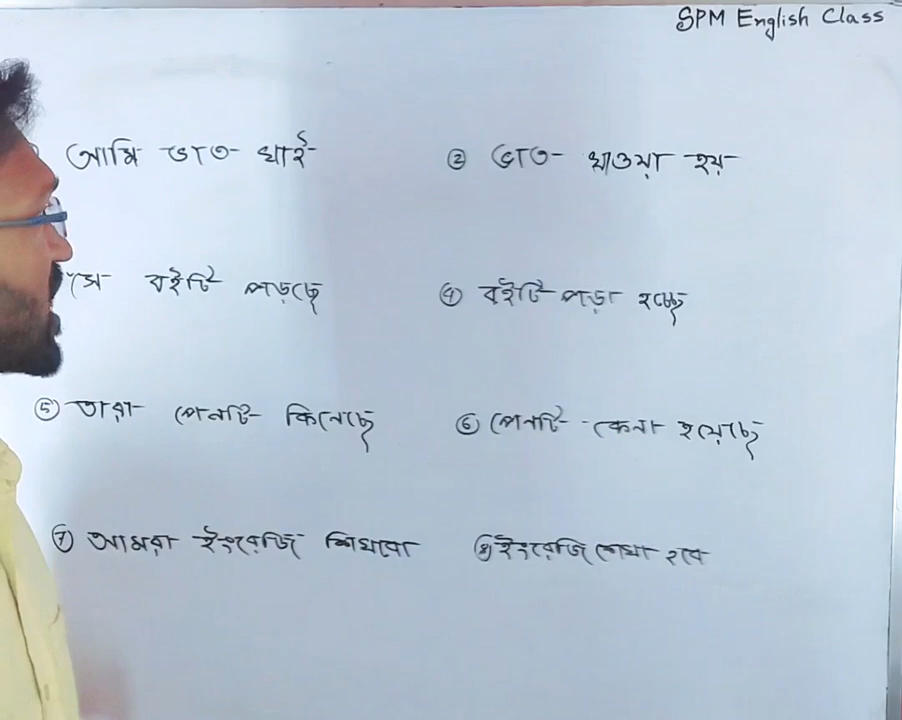 SPM English Class
আমি ভাত খাই
② ভাত খাওয়া হয়
সে বইটি পড়ছে
④ বইটি পড়া হচ্ছে
⑤ তারা পেনটি কিনেছে
⑥ পেনটি কেনা হয়েছে
⑦ আমরা ইংরেজি শিখবো
⑧ ইংরেজি শেখা হবে